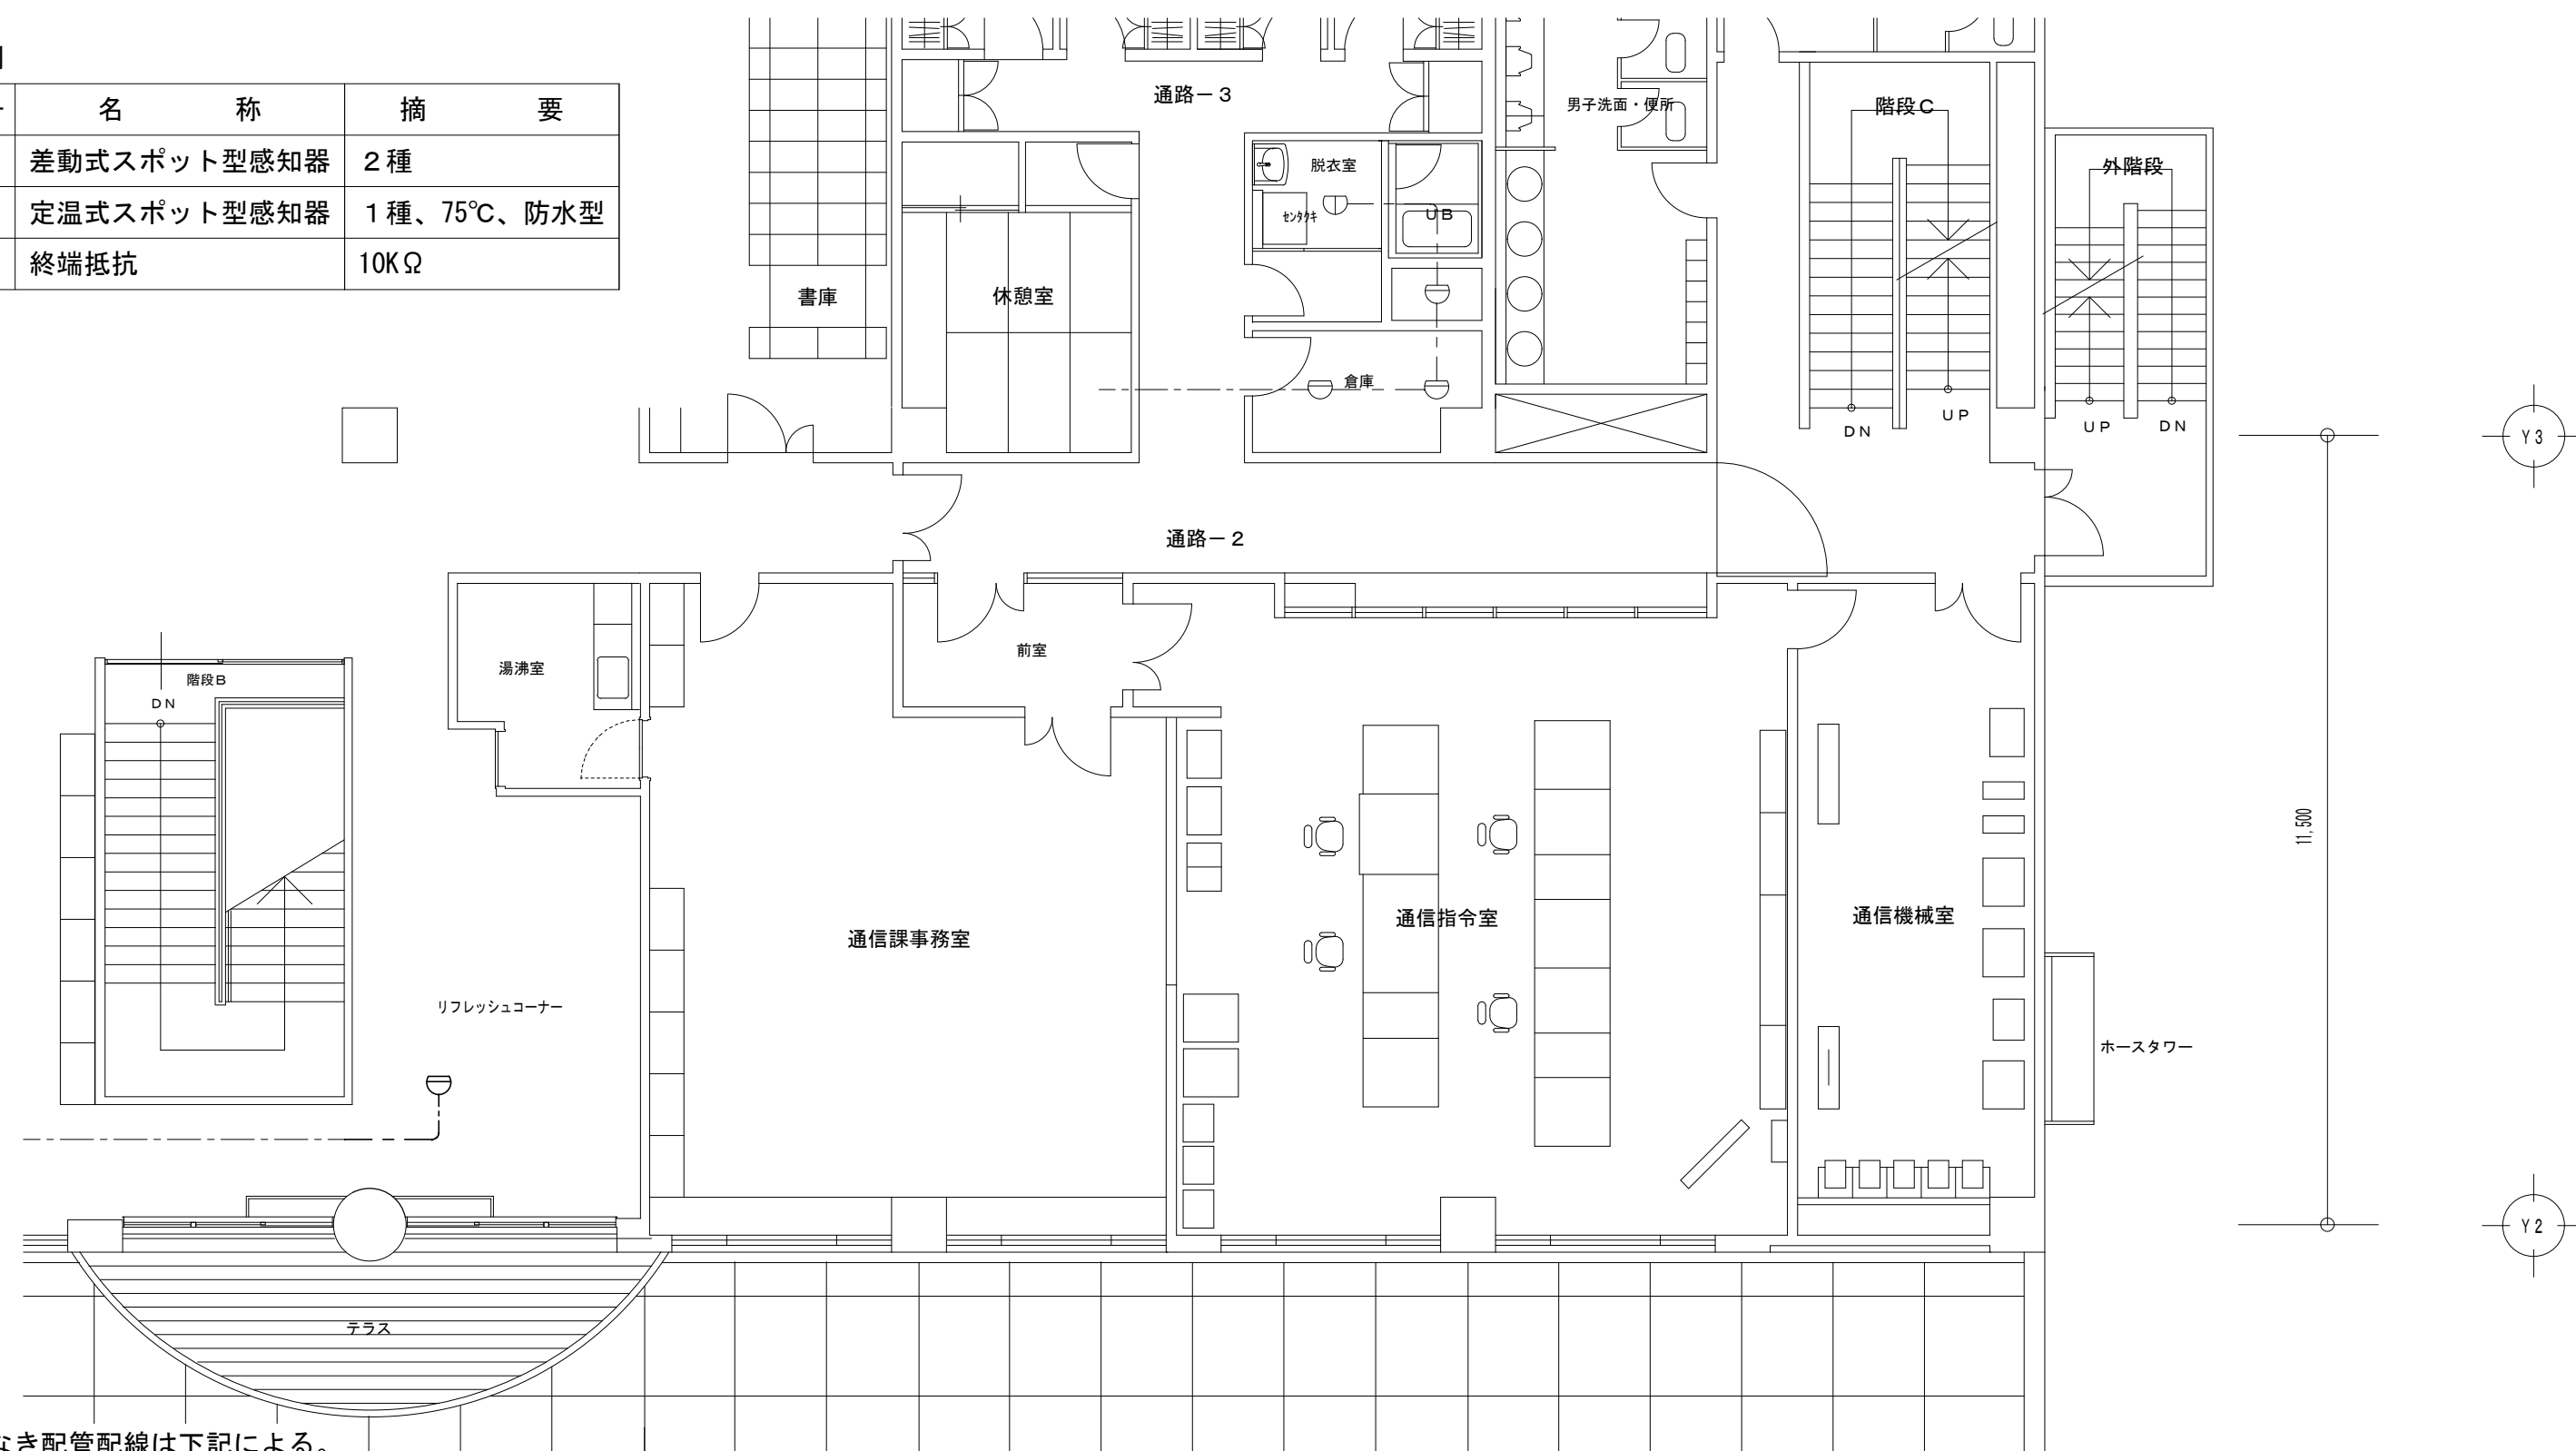 名　称　摘　要
差動式スポット型感知器　２種
定温式スポット型感知器　１種、75℃、防水型
終端抵抗　10KΩ
通路－３
男子洗面・便所
階段Ｃ
外階段
脱衣室
ｾﾝﾀｸｷ
ＵＢ
書庫
休憩室
倉庫
ＤＮ
ＵＰ
ＵＰ
ＤＮ
Ｙ３
通路－２
湯沸室
前室
階段Ｂ
ＤＮ
11,500
通信課事務室
通信指令室
通信機械室
リフレッシュコーナー
ホースタワー
Ｙ２
テラス
なき配管配線は下記による。